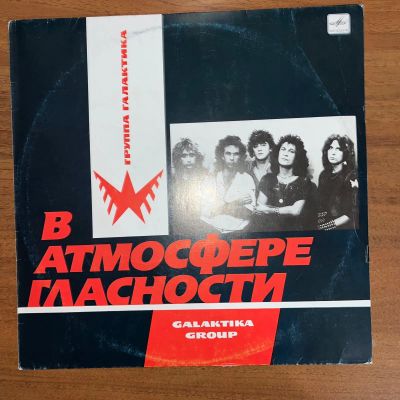 ГРУППА ГАЛАКТИКА
В
АТМОСФЕРЕ
ГЛАСНОСТИ
GALAKTIKA
GROUP